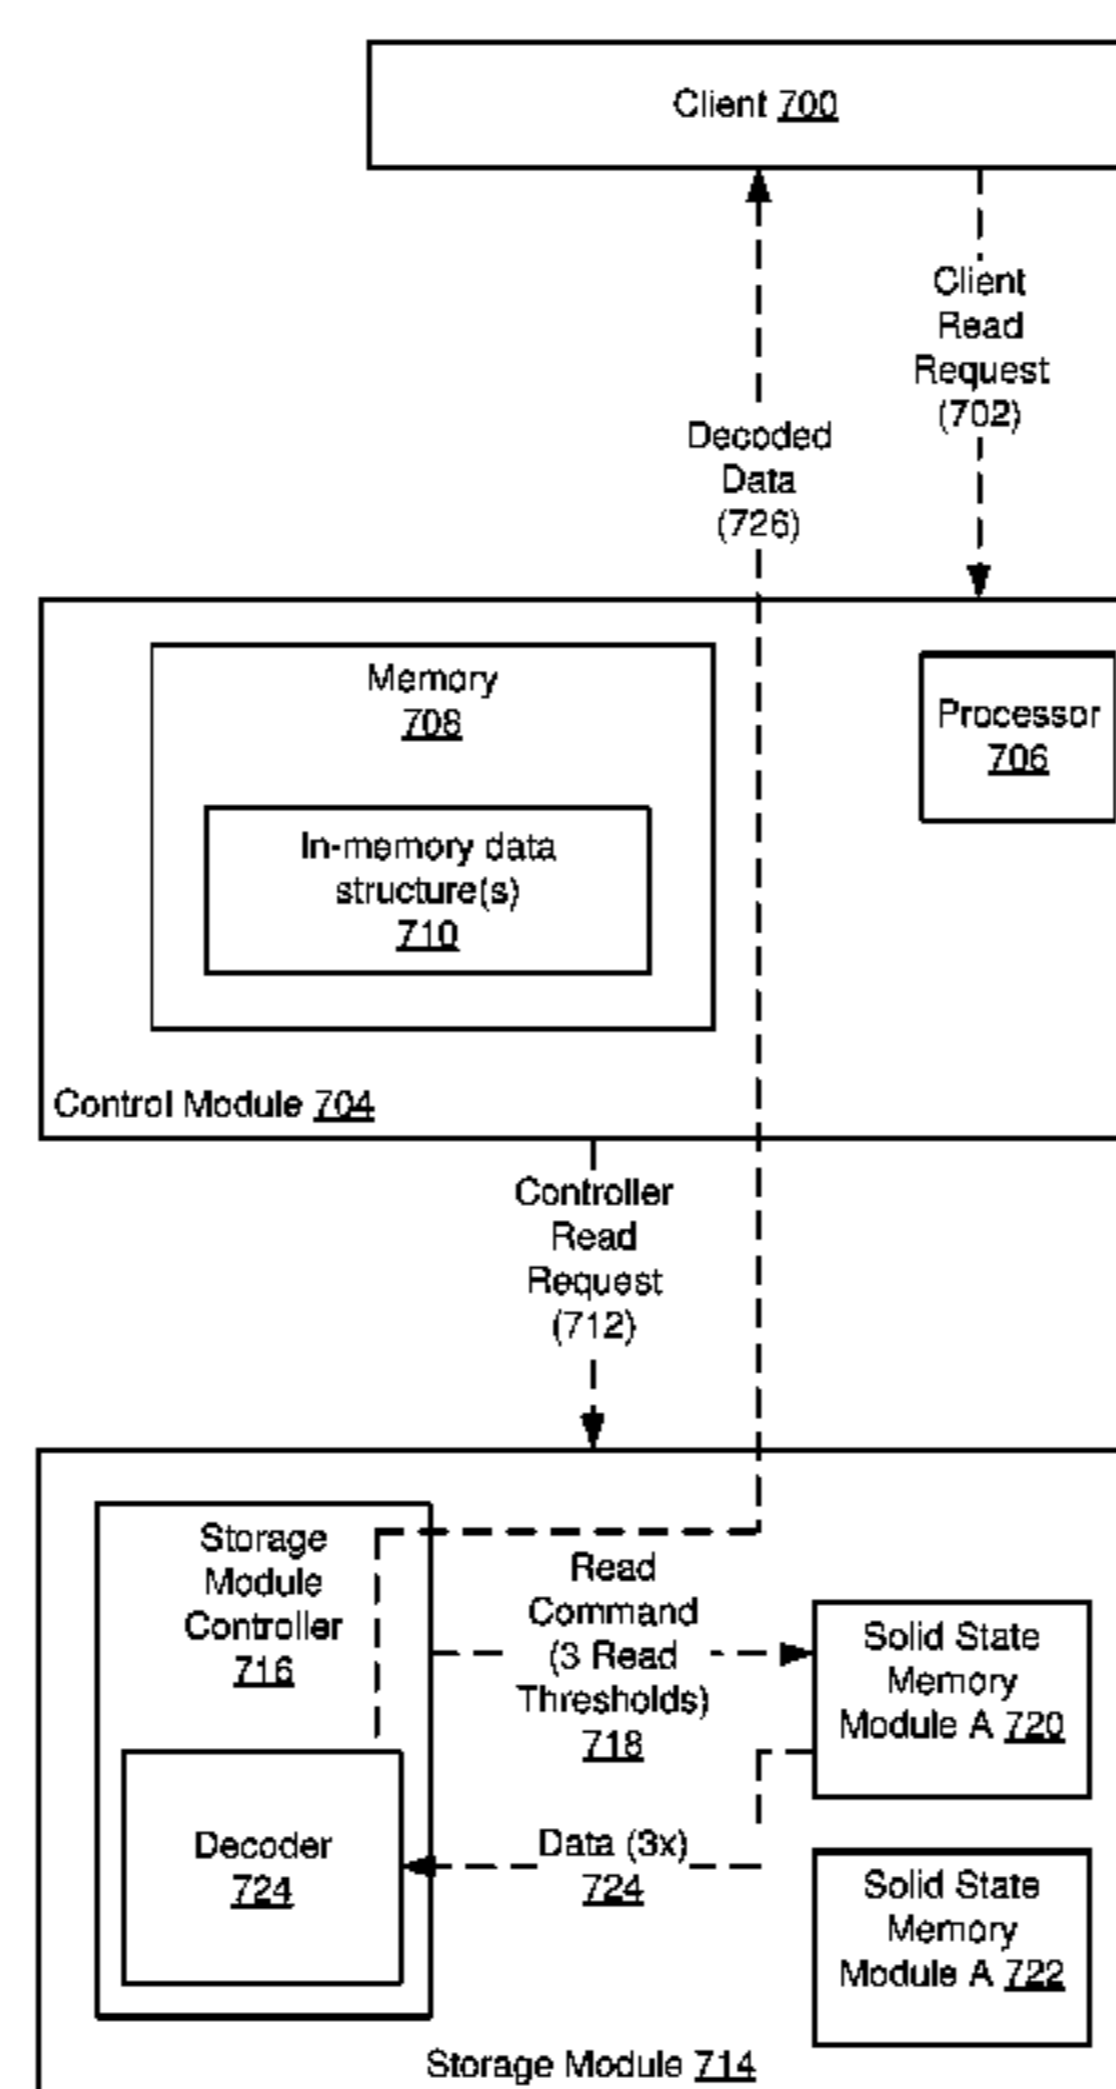 Client 700
Client
Read
Request
(702)
Decoded
Data
(726)
Memory
708
Processor
706
In-memory data
structure(s)
710
Control Module 704
Controller
Read
Request
(712)
Storage
Module
Controller
716
Read
Command
(3 Read
Thresholds)
718
Solid State
Memory
Module A 720
Decoder
724
Data (3x)
724
Solid State
Memory
Module A 722
Storage Module 714